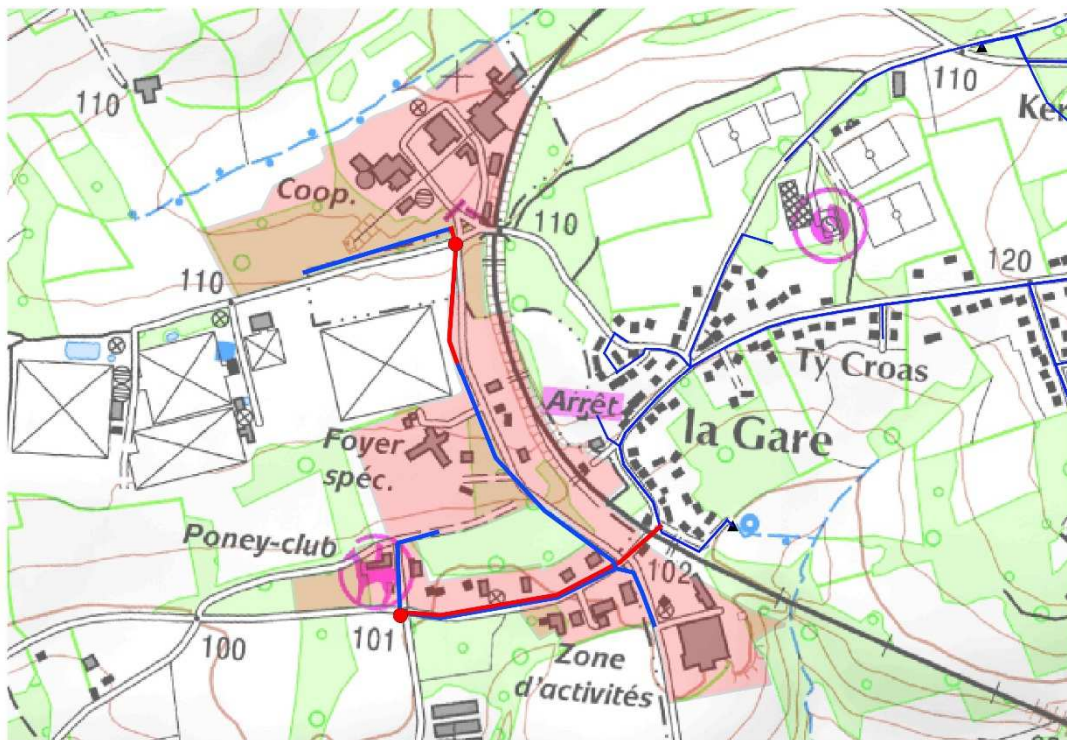 110
110
Ker
110
Coop.
110
120
110
Ty Croas
Arrêt
la Gare
Foyer
spéc.
Poney-club
102
100
101
Zone
d'activités